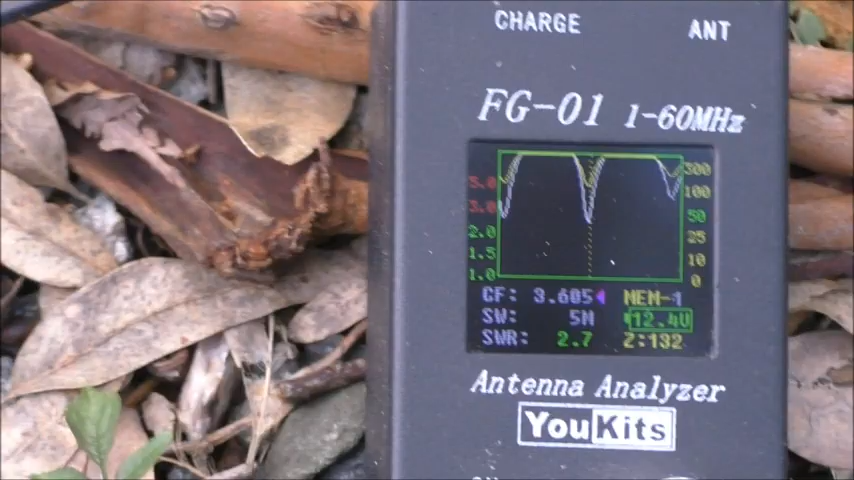 CHARGE ANT
FG-01 1-60MHz
5.0 300
3.0 100
2.0 50
1.5 25
1.0 10
0
CF: 3.605 MEM-1
SW: 5M 12.4V
SWR: 2.7 Z:132
Antenna Analyzer
YouKits